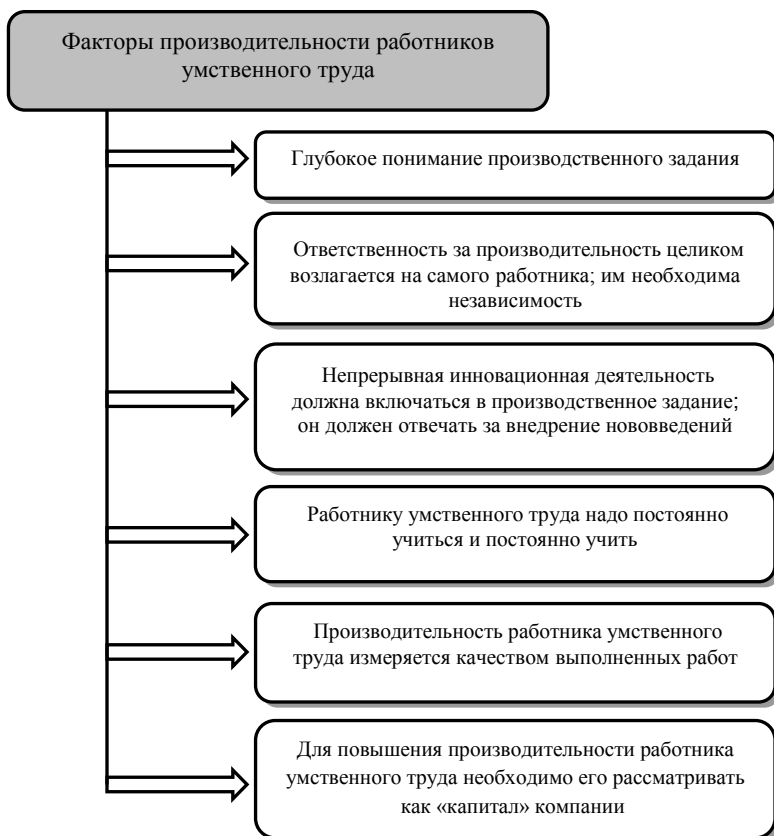 Факторы производительности работников
умственного труда
Глубокое понимание производственного задания
Ответственность за производительность целиком
возлагается на самого работника; им необходима
независимость
Непрерывная инновационная деятельность
должна включаться в производственное задание;
он должен отвечать за внедрение нововведений
Работнику умственного труда надо постоянно
учиться и постоянно учить
Производительность работника умственного
труда измеряется качеством выполненных работ
Для повышения производительности работника
умственного труда необходимо его рассматривать
как «капитал» компании